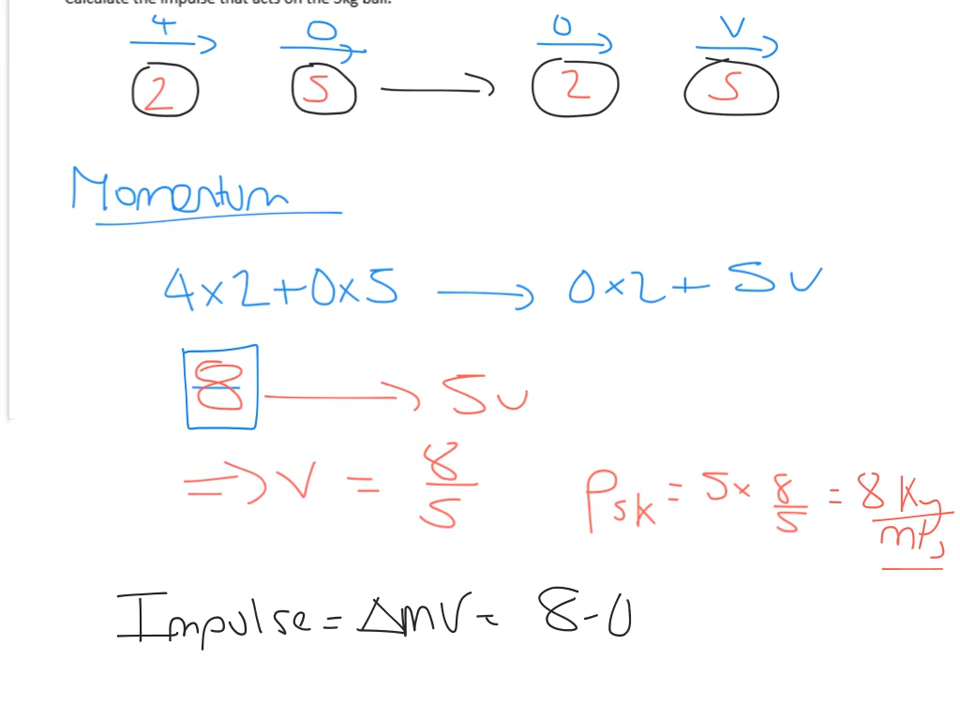 Calculate the impulse that acts on the 5kg ball.
4 0 0 V
2 5 → 2 5
Momentum
4×2+0×5 → 0×2+5v
8 → 5v
=> V = 8/5
P5k = 5× 8/5 = 8 Kg/mps
Impulse = ΔmV = 8-0